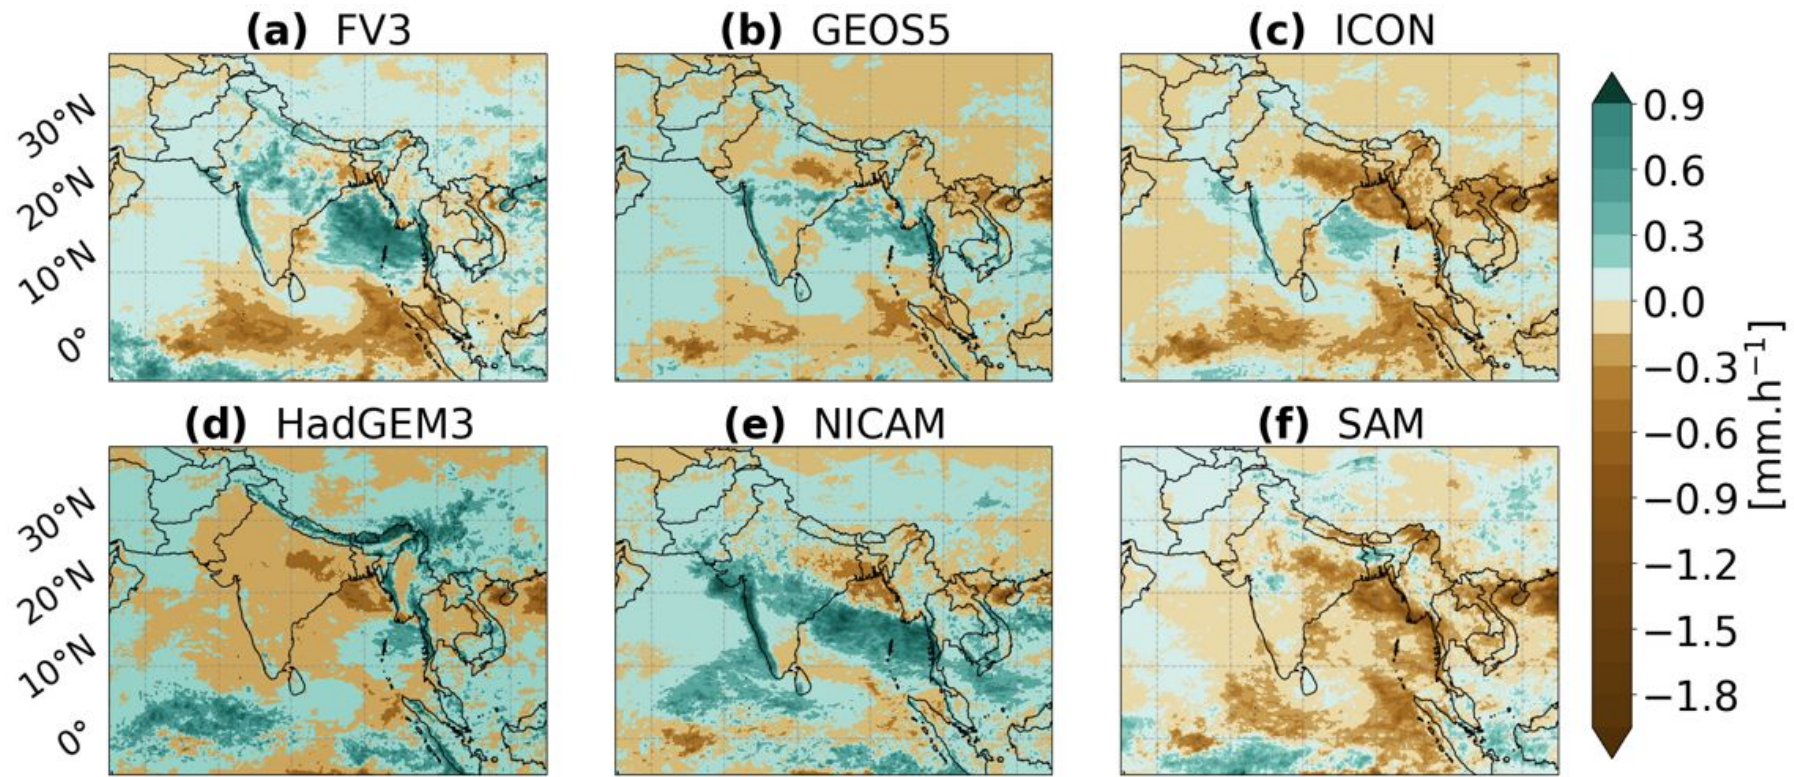 (a) FV3
(b) GEOS5
(c) ICON
30°N
20°N
10°N
0°
(d) HadGEM3
(e) NICAM
(f) SAM
30°N
20°N
10°N
0°
0.9
0.6
0.3
0.0
−0.3
−0.6
−0.9
−1.2
−1.5
−1.8
[mm.h⁻¹]